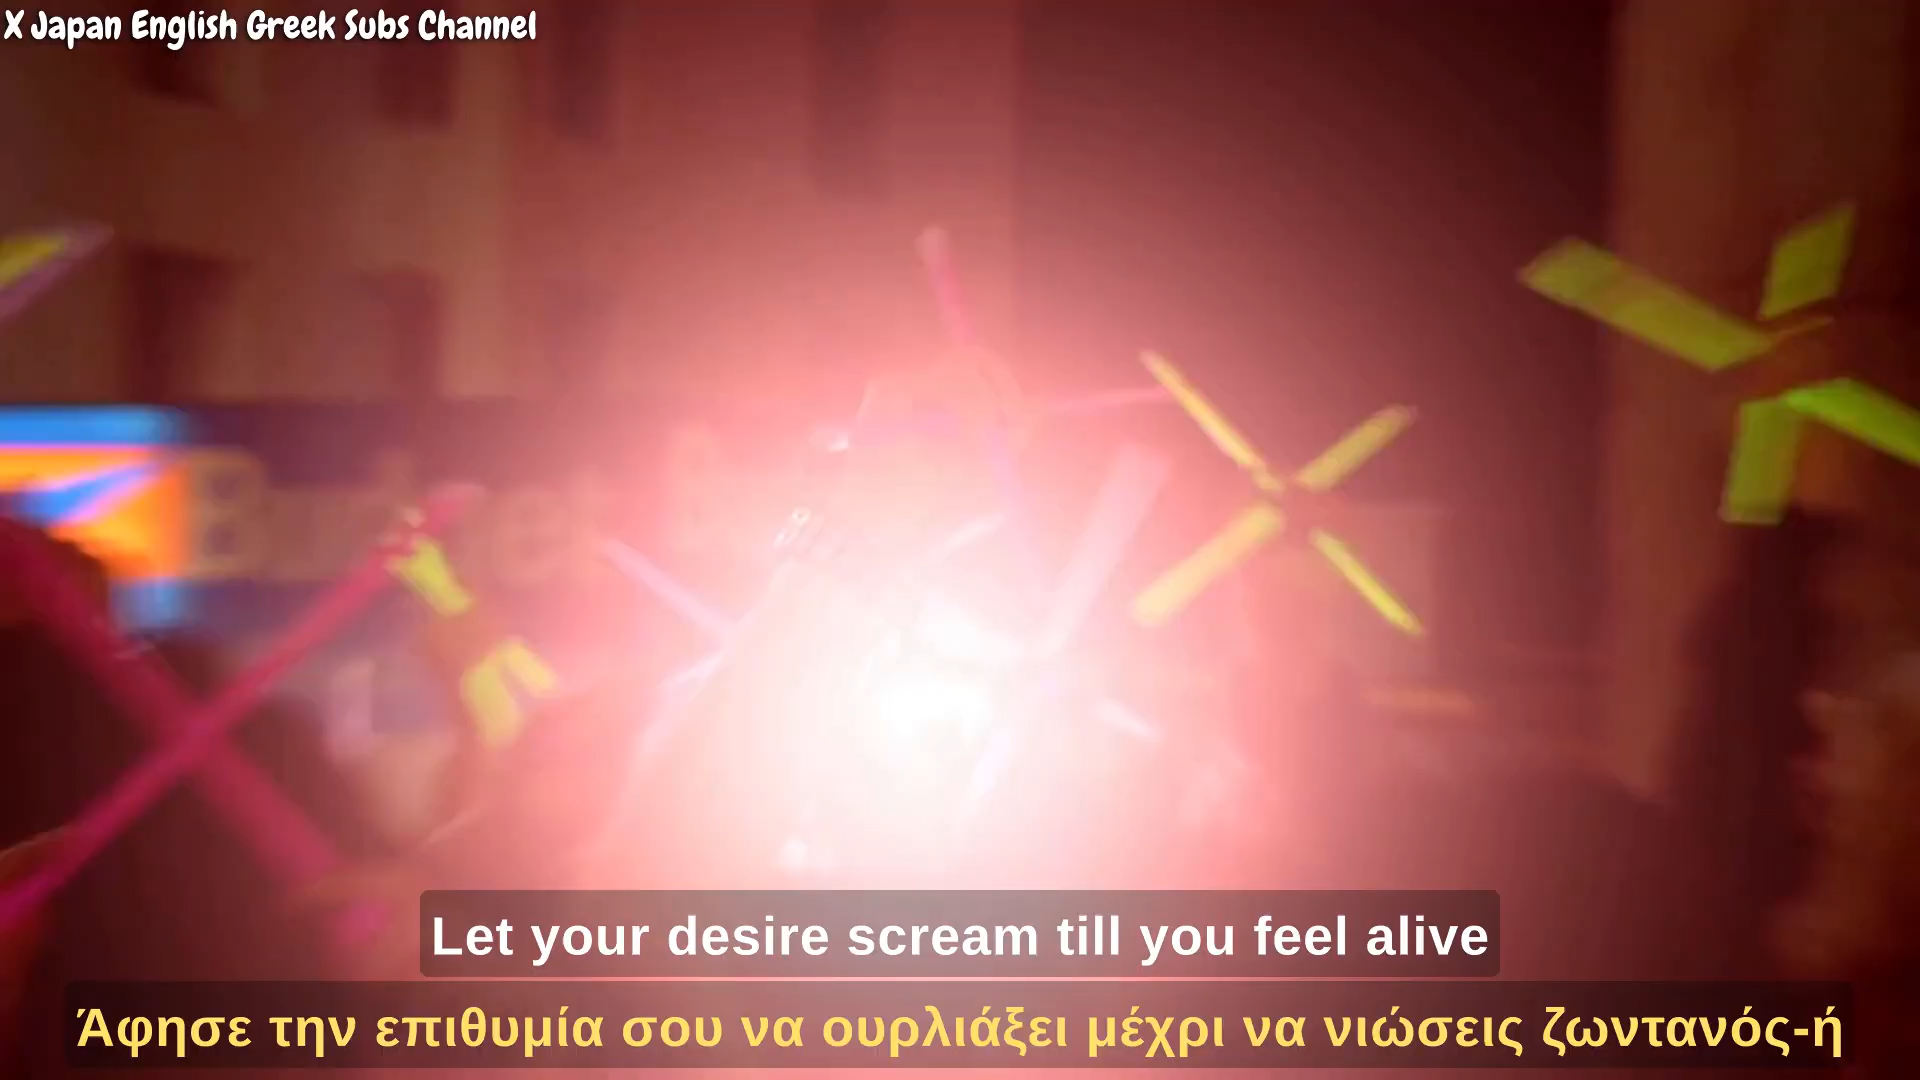 X Japan English Greek Subs Channel
Let your desire scream till you feel alive
Άφησε την επιθυμία σου να ουρλιάξει μέχρι να νιώσεις ζωντανός-ή